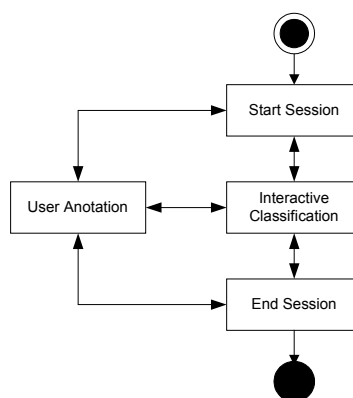 Start Session
User Anotation
Interactive
Classification
End Session